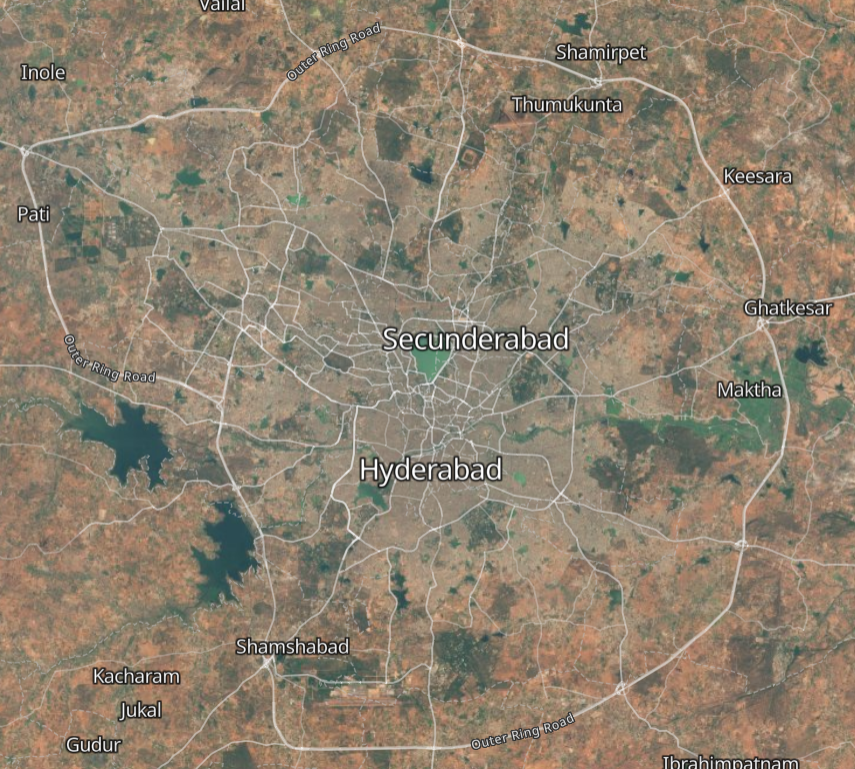 Vallal
Outer Ring Road
Shamirpet
Inole
Thumukunta
Keesara
Pati
Ghatkesar
Secunderabad
Outer Ring Road
Maktha
Hyderabad
Shamshabad
Kacharam
Jukal
Outer Ring Road
Gudur
Ibrahimpatnam